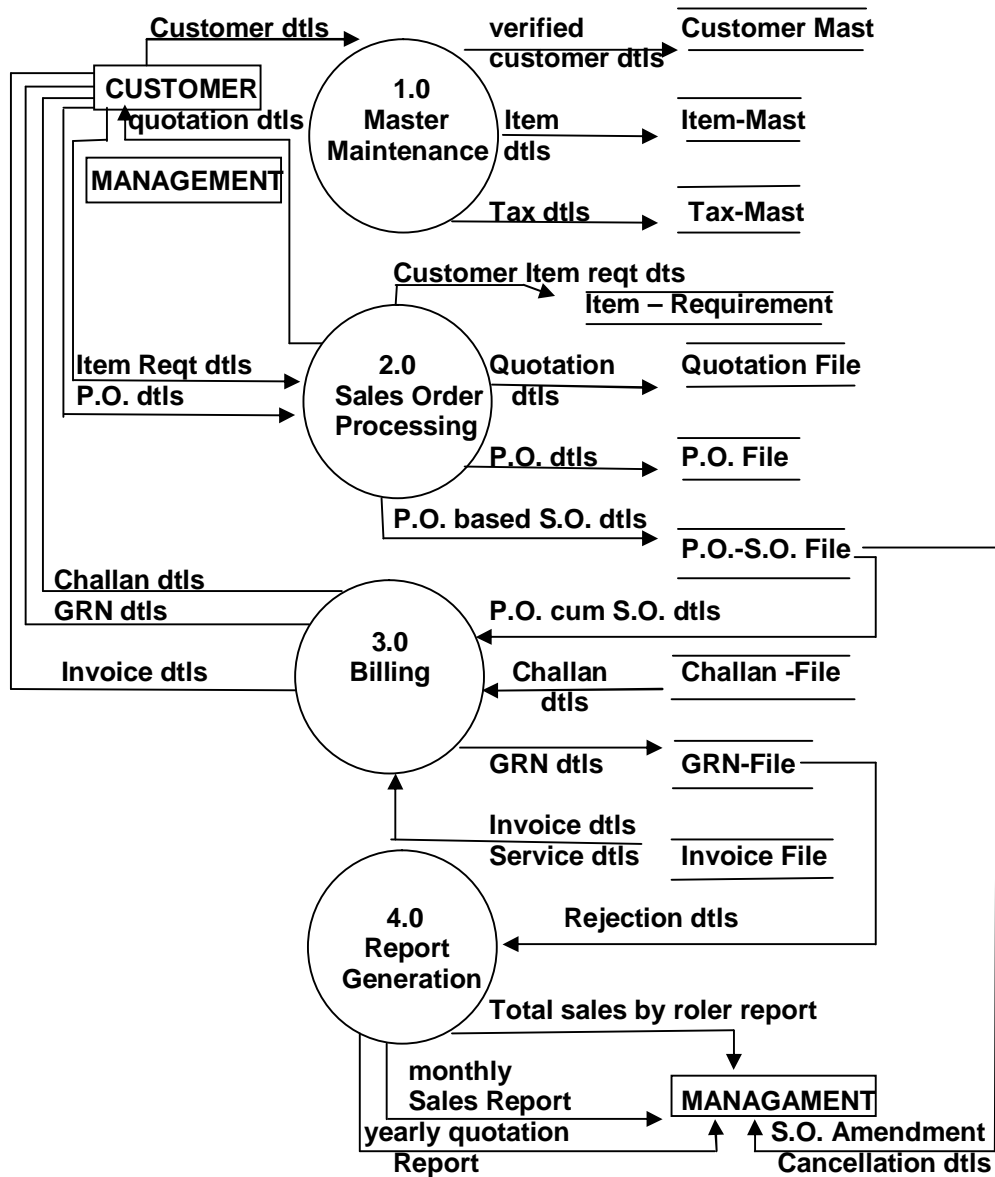 Customer dtls
verified
customer dtls
Customer Mast
CUSTOMER
quotation dtls
1.0
Master
Maintenance
Item
dtls
Item-Mast
MANAGEMENT
Tax dtls
Tax-Mast
Customer Item reqt dts
Item – Requirement
Item Reqt dtls
P.O. dtls
2.0
Sales Order
Processing
Quotation
dtls
Quotation File
P.O. dtls
P.O. File
P.O. based S.O. dtls
P.O.-S.O. File
Challan dtls
GRN dtls
P.O. cum S.O. dtls
Invoice dtls
3.0
Billing
Challan
dtls
Challan -File
GRN dtls
GRN-File
Invoice dtls
Service dtls
Invoice File
4.0
Report
Generation
Rejection dtls
Total sales by roler report
monthly
Sales Report
MANAGAMENT
yearly quotation
Report
S.O. Amendment
Cancellation dtls